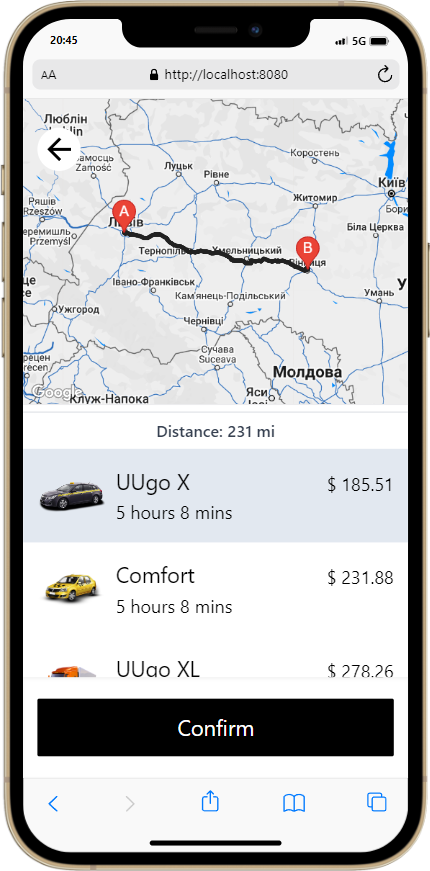 20:45
5G
AA
http://localhost:8080
Люблін
Lublin
Замосць
Zamość
Луцьк
Рівне
Коростень
Київ
Житомир
Ряшів
Rzeszów
A
Львів
B
Біла Церква
Перемишль
Przemyśl
Тернопіль
Хмельницький
Вінниця
Івано-Франківськ
Кам'янець-Подільський
Умань
Ужгород
Чернівці
Сучава
Suceava
Молдова
Яси
Iasi
Google
Клуж-Напока
Distance: 231 mi
UUgo X
$ 185.51
5 hours 8 mins
Comfort
$ 231.88
5 hours 8 mins
UUgo XL
$ 278.26
Confirm